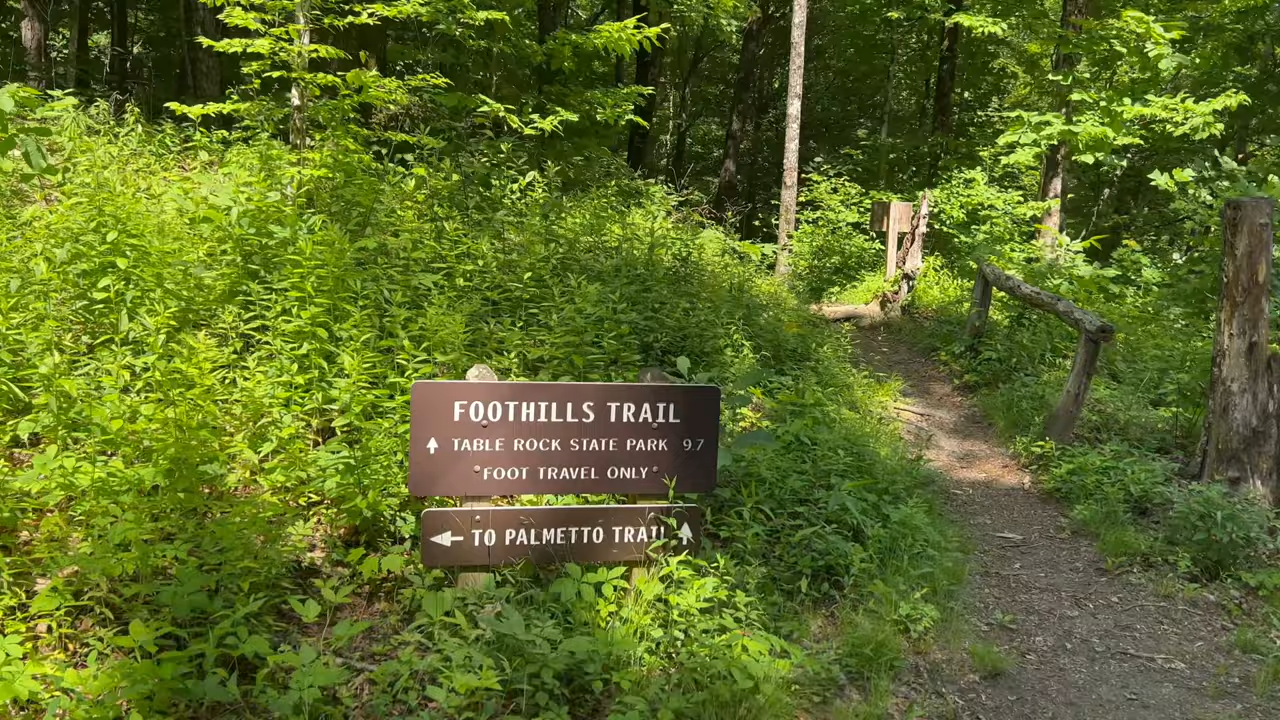 FOOTHILLS TRAIL
TABLE ROCK STATE PARK 9.7
FOOT TRAVEL ONLY
TO PALMETTO TRAIL